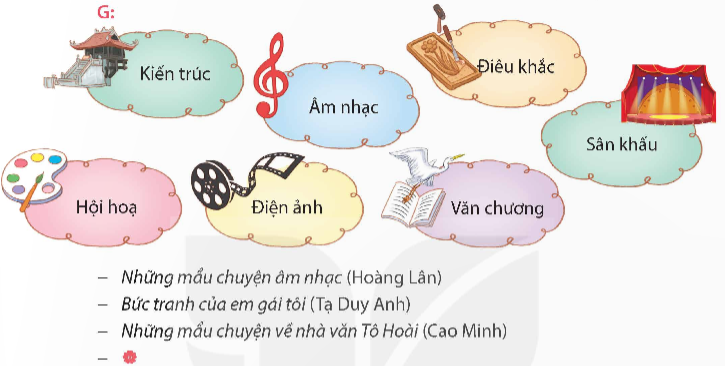 G:
Kiến trúc
Âm nhạc
Điêu khắc
Sân khấu
Hội hoạ
Điện ảnh
Văn chương
– Những mẩu chuyện âm nhạc (Hoàng Lân)
– Bức tranh của em gái tôi (Tạ Duy Anh)
– Những mẩu chuyện về nhà văn Tô Hoài (Cao Minh)
–